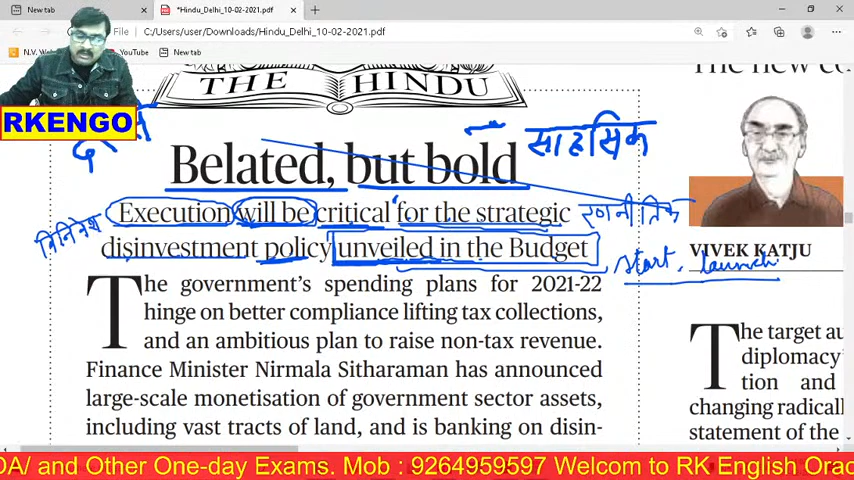 New tab
*Hindu_Delhi_10-02-2021.pdf
File
C:/Users/user/Downloads/Hindu_Delhi_10-02-2021.pdf
N.V. Web
YouTube
New tab
RKENGO
THE HINDU
Belated, but bold
साहसिक
Execution will be critical for the strategic
रणनीतिक
disinvestment policy unveiled in the Budget
start, launch
VIVEK KATJU
The government's spending plans for 2021-22
hinge on better compliance lifting tax collections,
and an ambitious plan to raise non-tax revenue.
Finance Minister Nirmala Sitharaman has announced
large-scale monetisation of government sector assets,
including vast tracts of land, and is banking on disin-
The target au
diplomacy'
tion and
changing radicall
statement of the
DA/ and Other One-day Exams. Mob : 9264959597 Welcom to RK English Orac